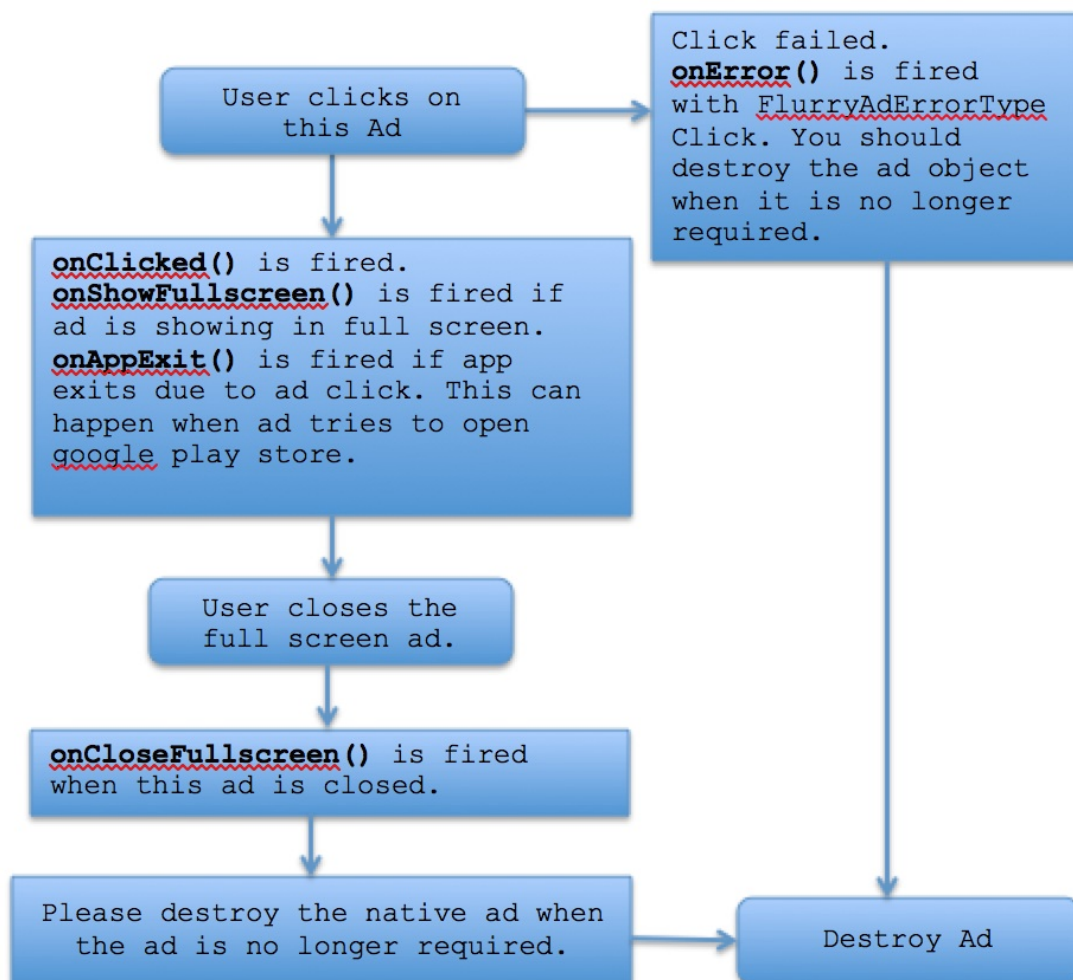 User clicks on
this Ad
Click failed.
onError() is fired
with FlurryAdErrorType
Click. You should
destroy the ad object
when it is no longer
required.
onClicked() is fired.
onShowFullscreen() is fired if
ad is showing in full screen.
onAppExit() is fired if app
exits due to ad click. This can
happen when ad tries to open
google play store.
User closes the
full screen ad.
onCloseFullscreen() is fired
when this ad is closed.
Please destroy the native ad when
the ad is no longer required.
Destroy Ad